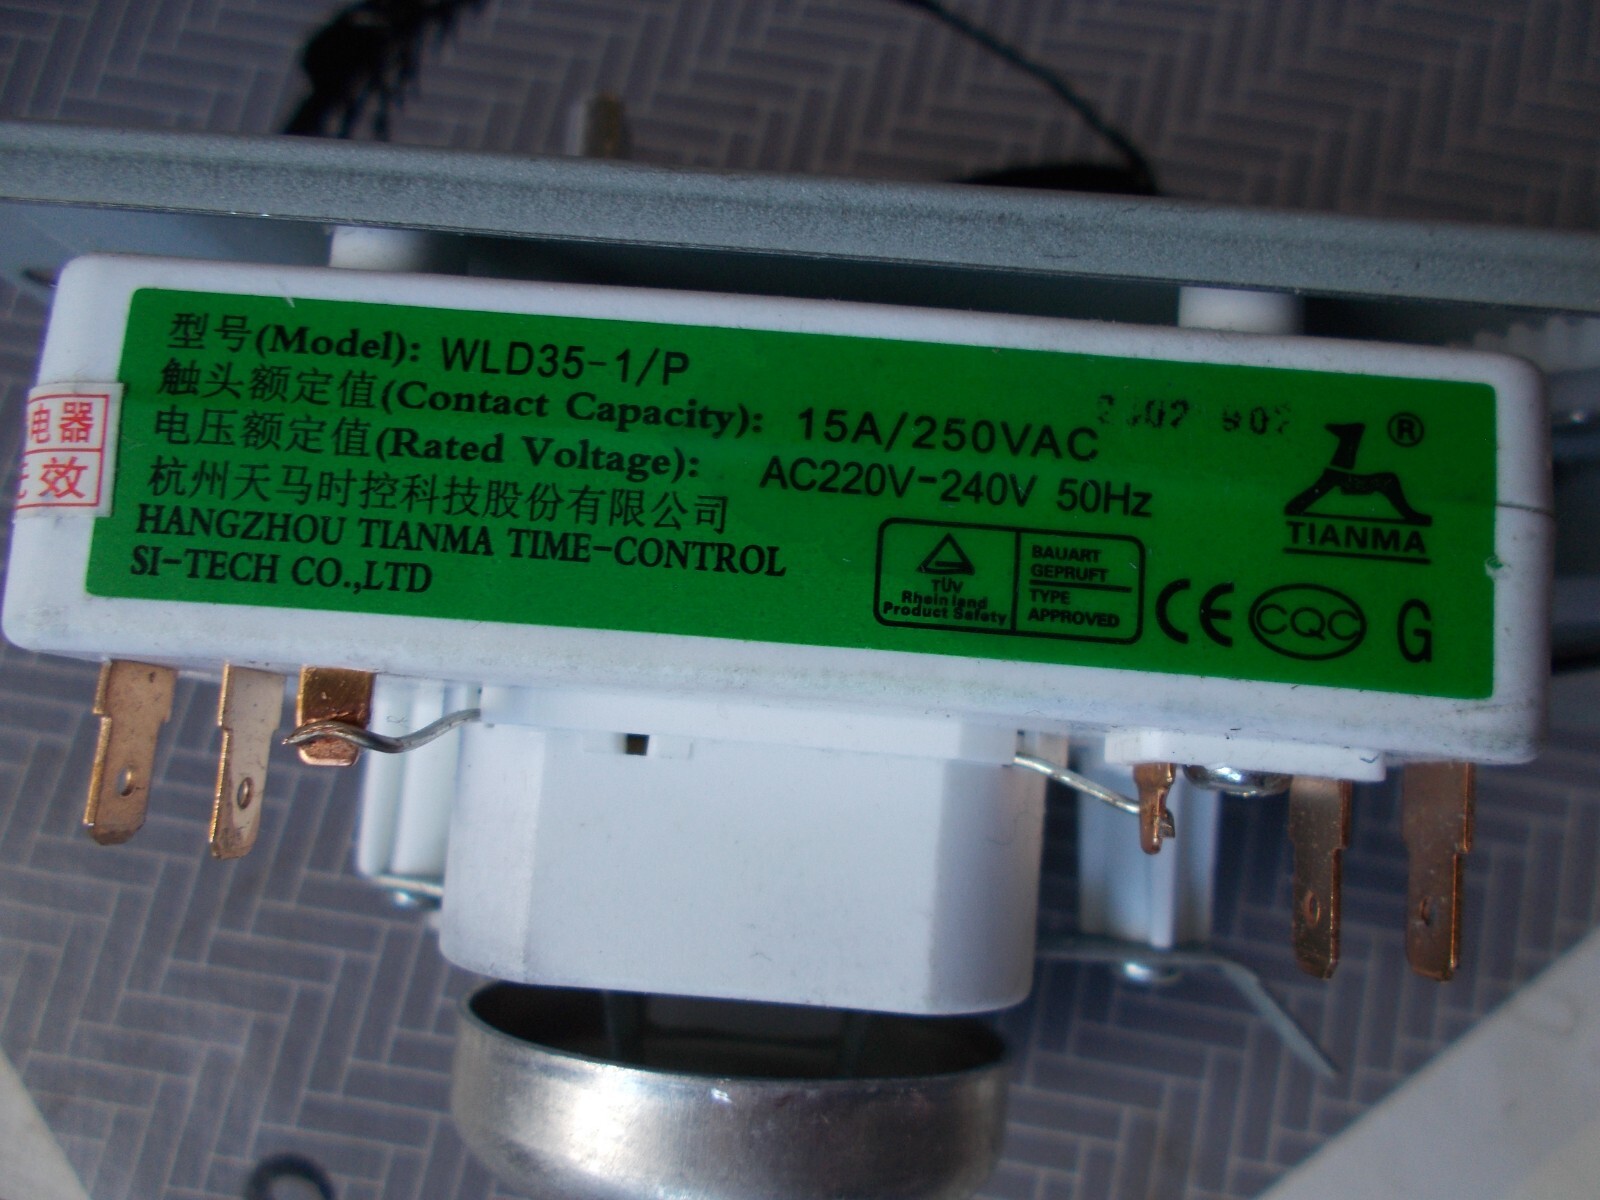 型号(Model): WLD35-1/P
触头额定值(Contact Capacity): 15A/250VAC
电压额定值(Rated Voltage): AC220V-240V 50Hz
杭州天马时控科技股份有限公司
HANGZHOU TIANMA TIME-CONTROL
SI-TECH CO.,LTD
®
TIANMA
TÜV
Rheinland
Product Safety
BAUART
GEPRUFT
TYPE
APPROVED
CE
CQC
G
电器
效